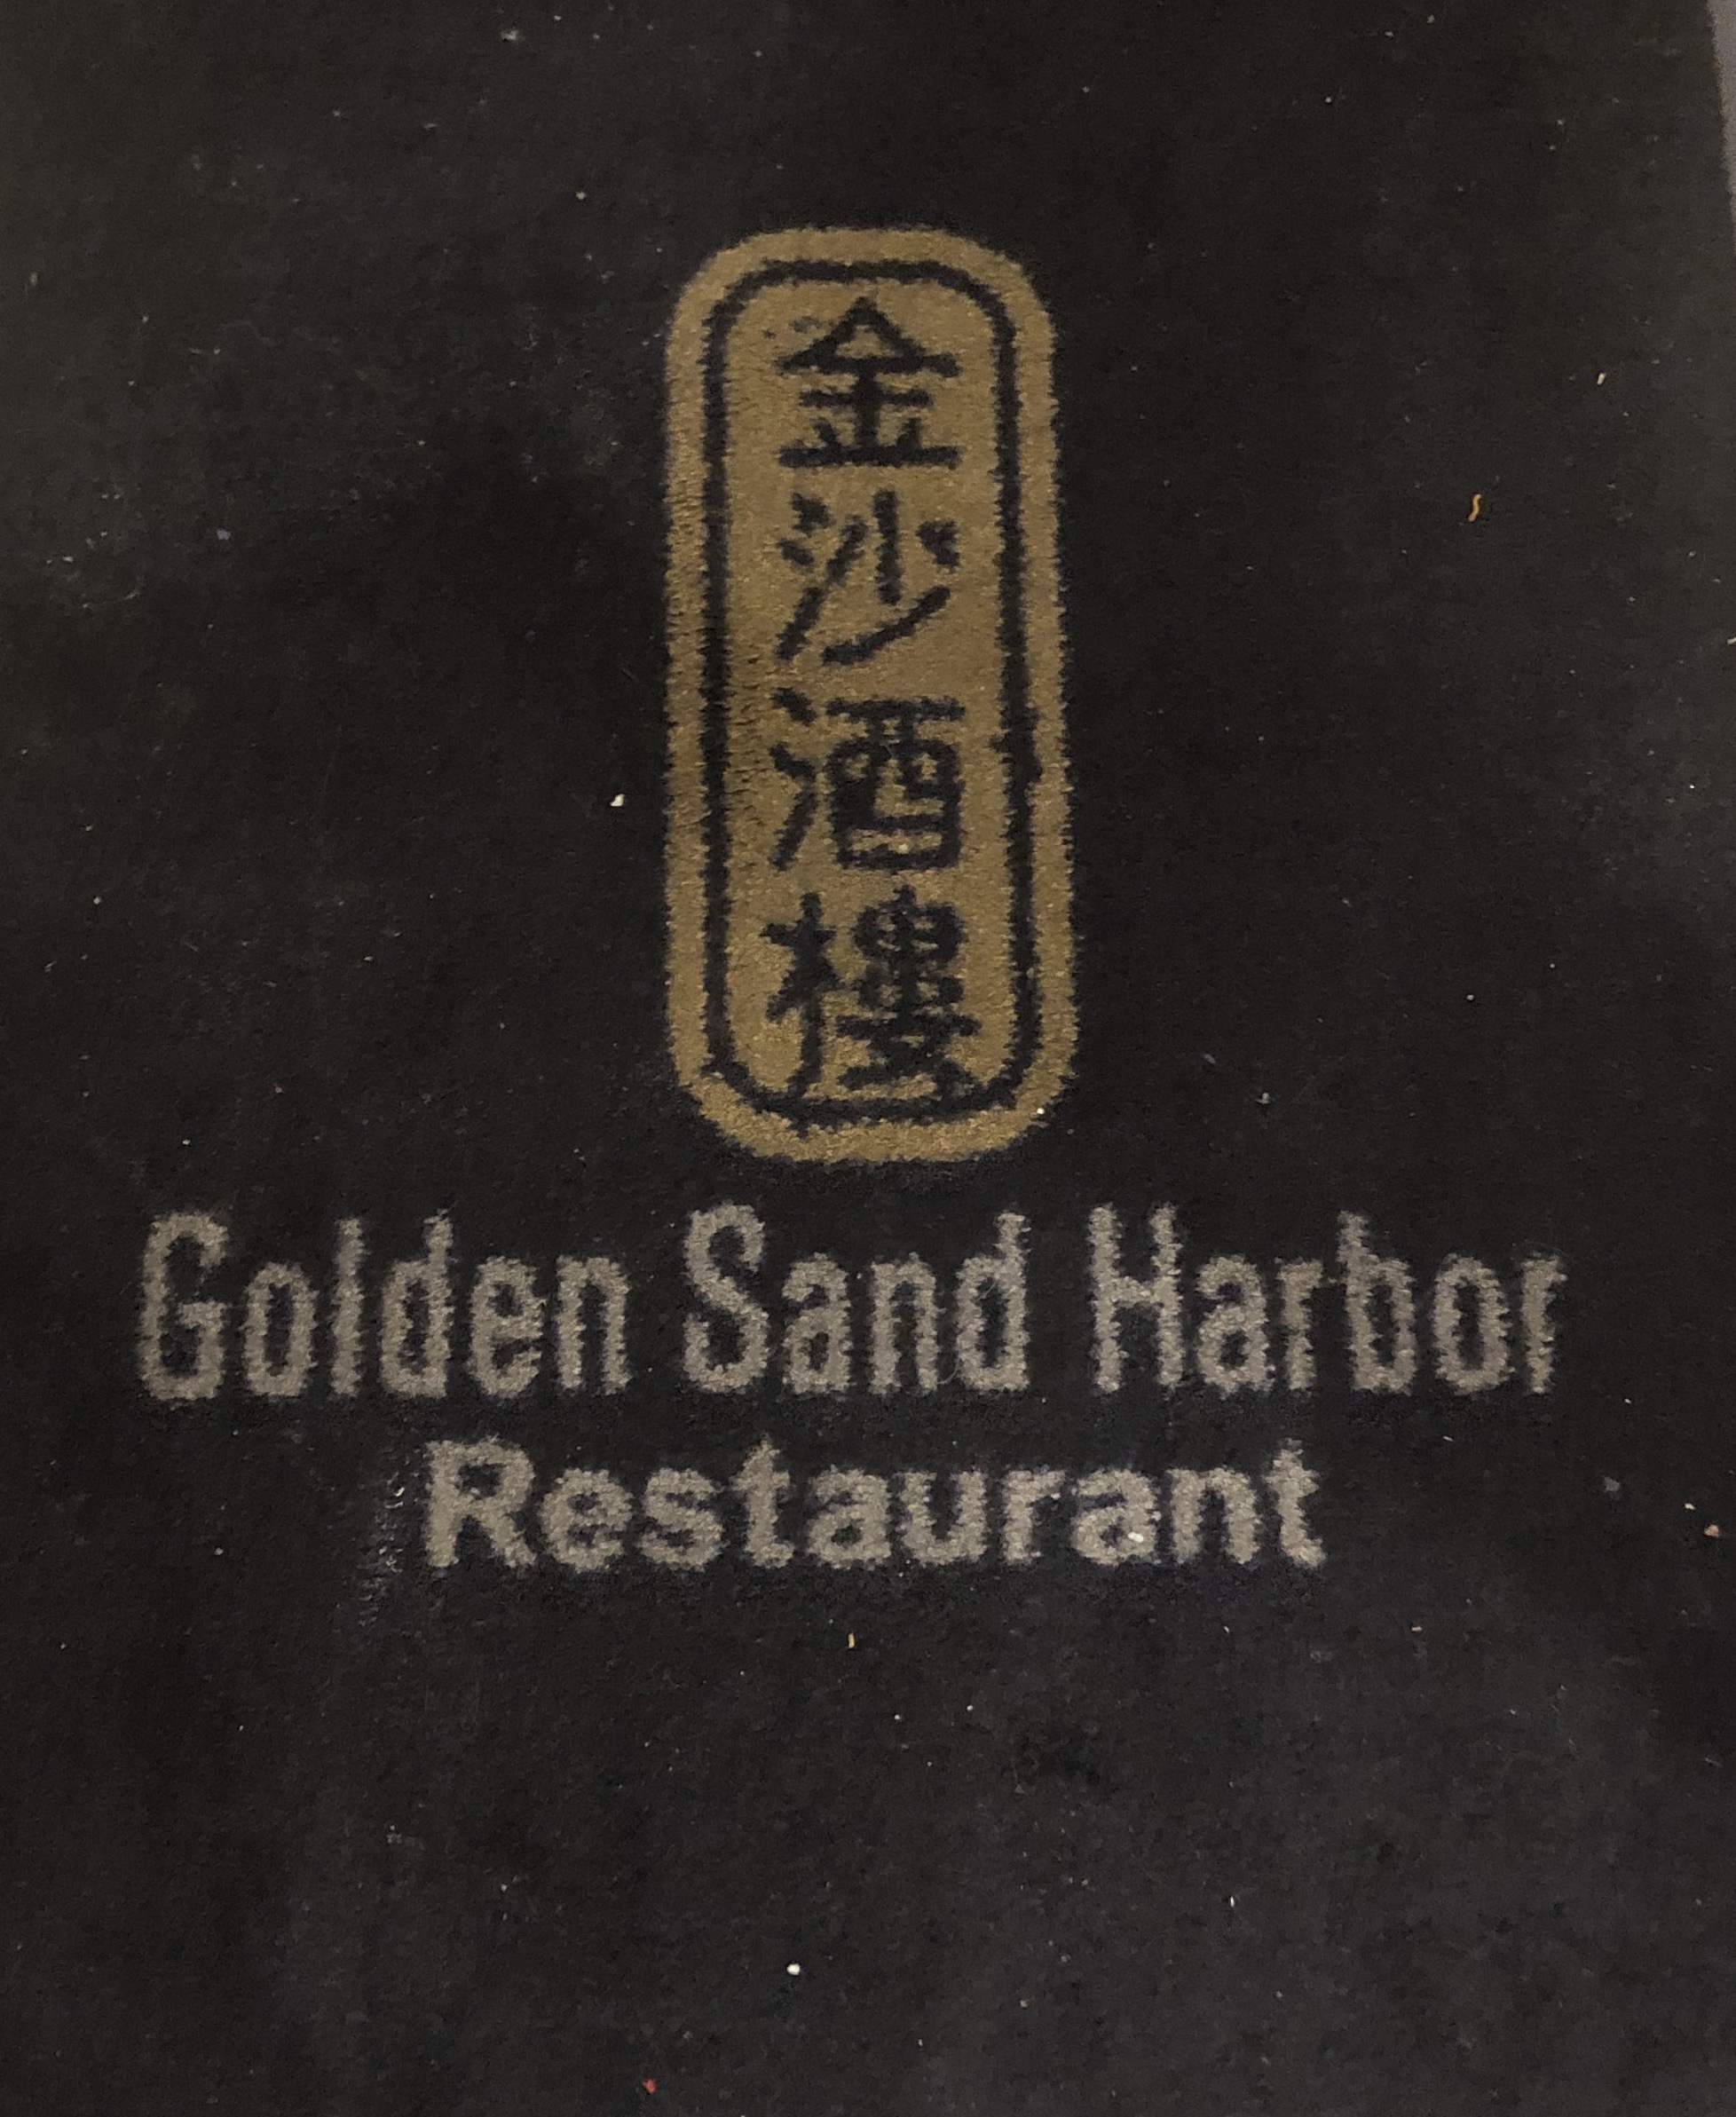 金沙酒樓
Golden Sand Harbor
Restaurant